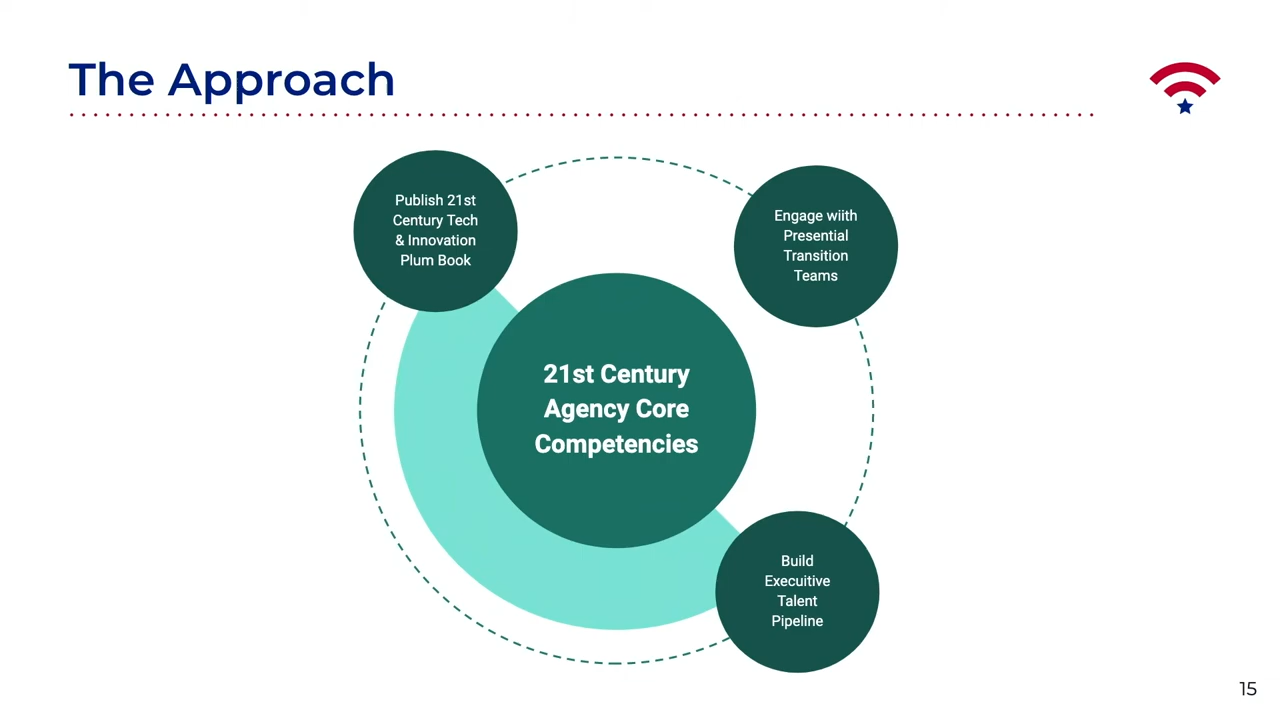 The Approach
Publish 21st
Century Tech
& Innovation
Plum Book
Engage wiith
Presential
Transition
Teams
21st Century
Agency Core
Competencies
Build
Execuitive
Talent
Pipeline
15